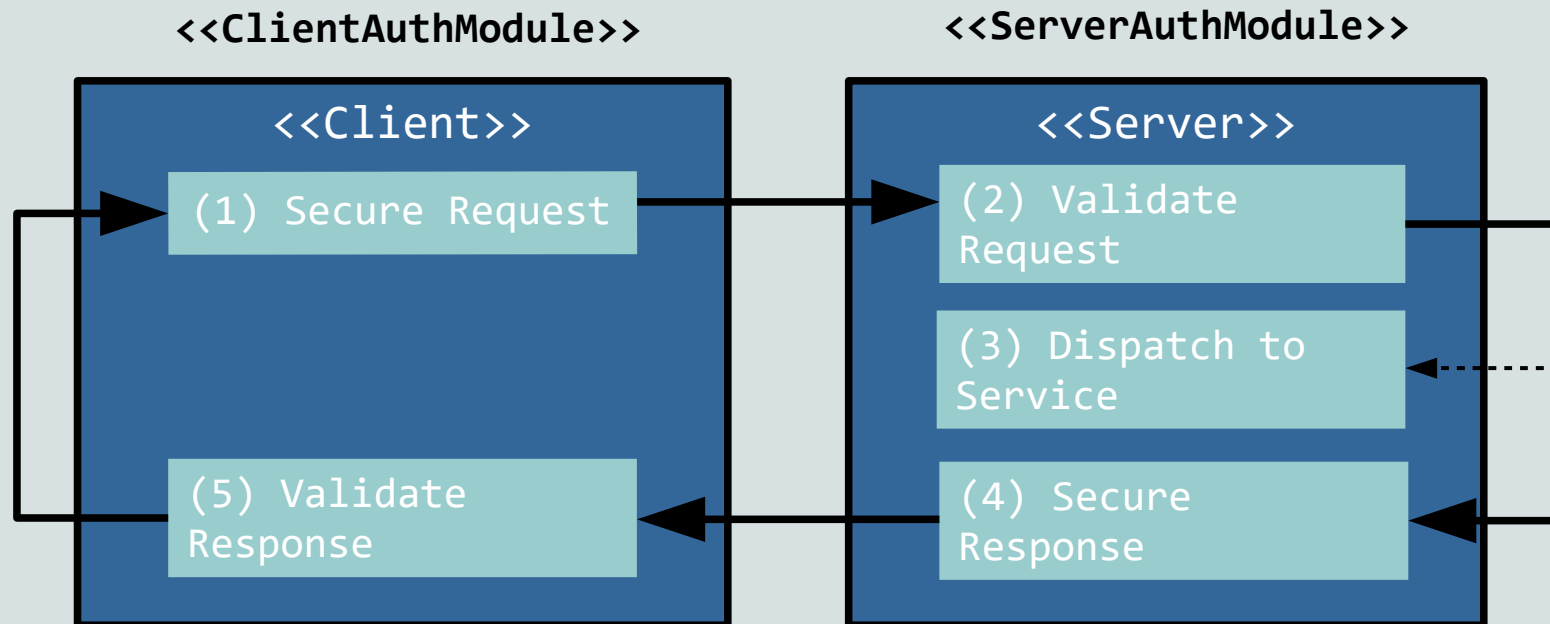 <<ClientAuthModule>>
<<ServerAuthModule>>
<<Client>>
(1) Secure Request
(5) Validate
Response
<<Server>>
(2) Validate
Request
(3) Dispatch to
Service
(4) Secure
Response